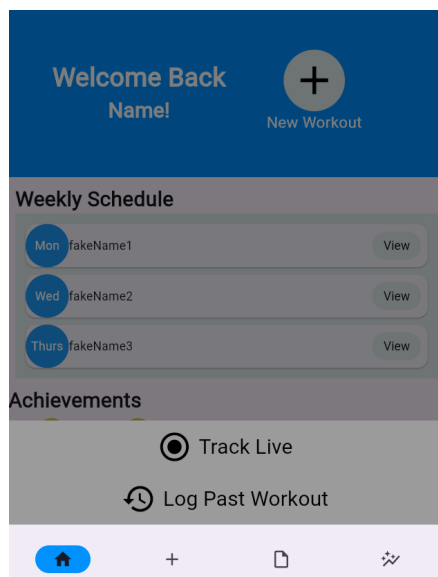 Welcome Back
Name!
New Workout
Weekly Schedule
Mon fakeName1 View
Wed fakeName2 View
Thurs fakeName3 View
Achievements
Track Live
Log Past Workout